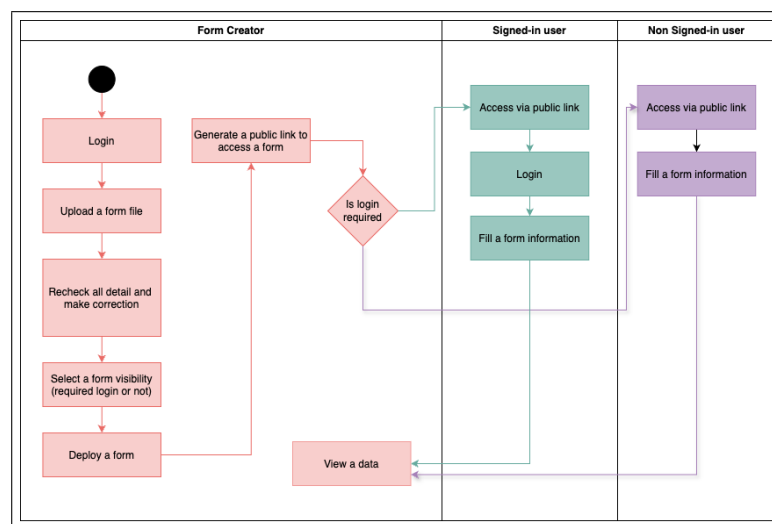 Form Creator
Signed-in user
Non Signed-in user
Login
Upload a form file
Recheck all detail and
make correction
Select a form visibility
(required login or not)
Deploy a form
Generate a public link to
access a form
Is login
required
View a data
Access via public link
Login
Fill a form information
Access via public link
Fill a form information